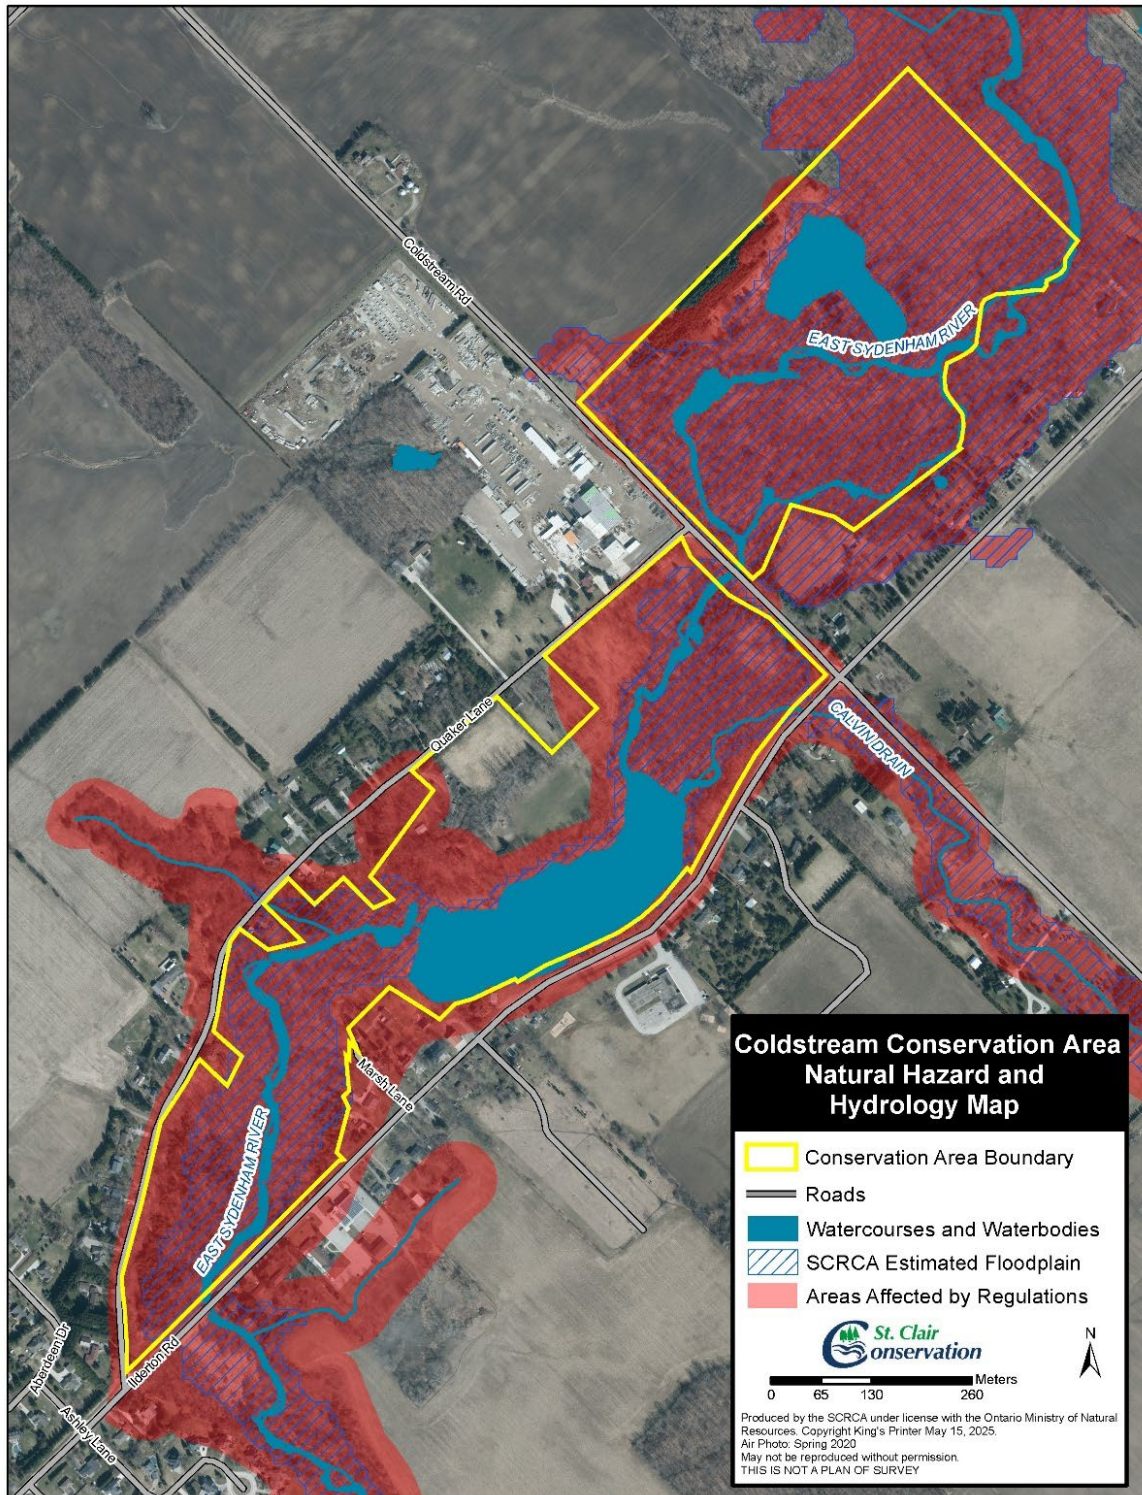 Coldstream Rd
EAST SYDENHAM RIVER
Quaker Lane
CALVIN DRAIN
Marsh Lane
EAST SYDENHAM RIVER
Ilderton Rd
Aberdeen Dr
Ashley Lane
Coldstream Conservation Area
Natural Hazard and
Hydrology Map
Conservation Area Boundary
Roads
Watercourses and Waterbodies
SCRCA Estimated Floodplain
Areas Affected by Regulations
St. Clair
Conservation
N
Meters
0 65 130 260
Produced by the SCRCA under license with the Ontario Ministry of Natural
Resources. Copyright King's Printer May 15, 2025.
Air Photo: Spring 2020
May not be reproduced without permission.
THIS IS NOT A PLAN OF SURVEY